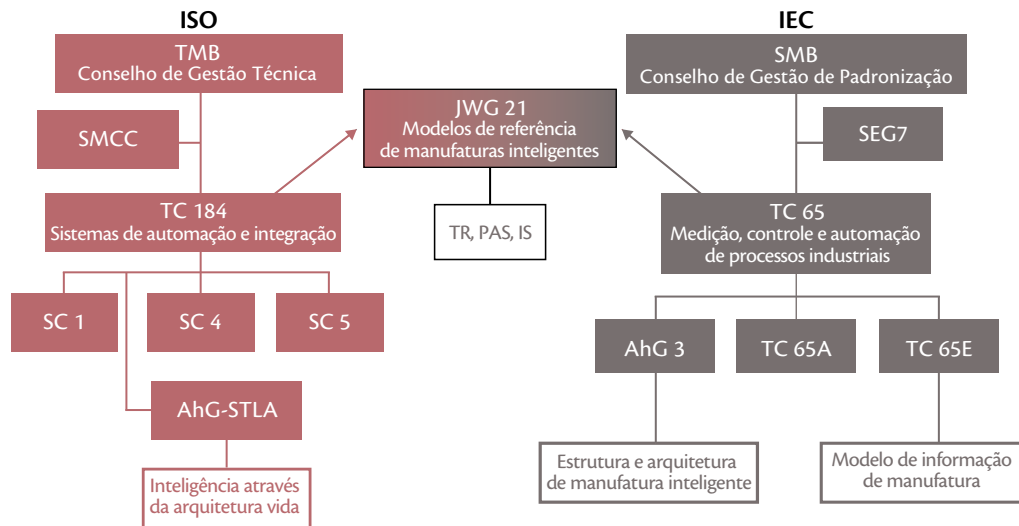 ISO
TMB
Conselho de Gestão Técnica
SMCC
TC 184
Sistemas de automação e integração
SC 1
SC 4
SC 5
AhG-STLA
Inteligência através
da arquitetura vida
JWG 21
Modelos de referência
de manufaturas inteligentes
TR, PAS, IS
IEC
SMB
Conselho de Gestão de Padronização
SEG7
TC 65
Medição, controle e automação
de processos industriais
AhG 3
TC 65A
TC 65E
Estrutura e arquitetura
de manufatura inteligente
Modelo de informação
de manufatura